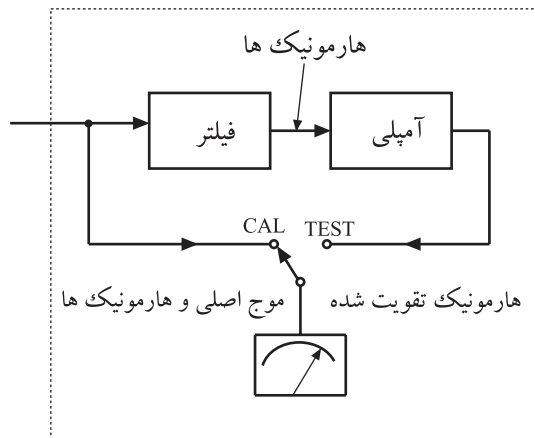 هارمونیک ها
فیلتر
آمپلی
CAL
TEST
موج اصلی و هارمونیک ها
هارمونیک تقویت شده